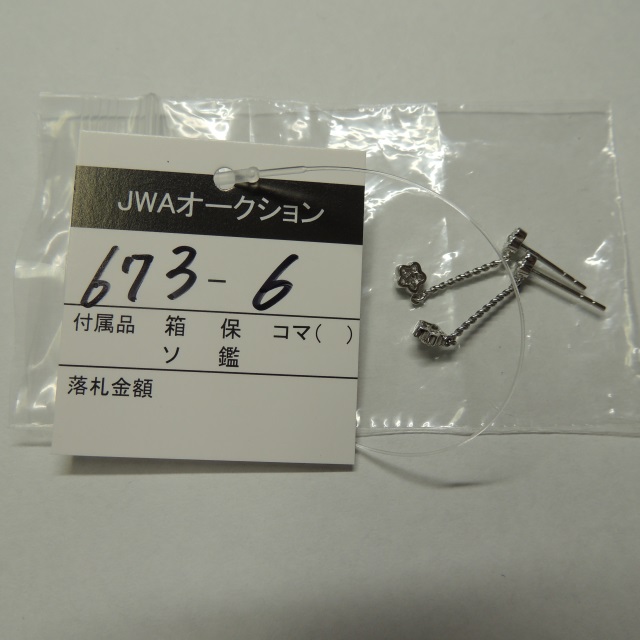 JWAオークション
673-6
付属品 箱 保 コマ( )
ソ 鑑
落札金額